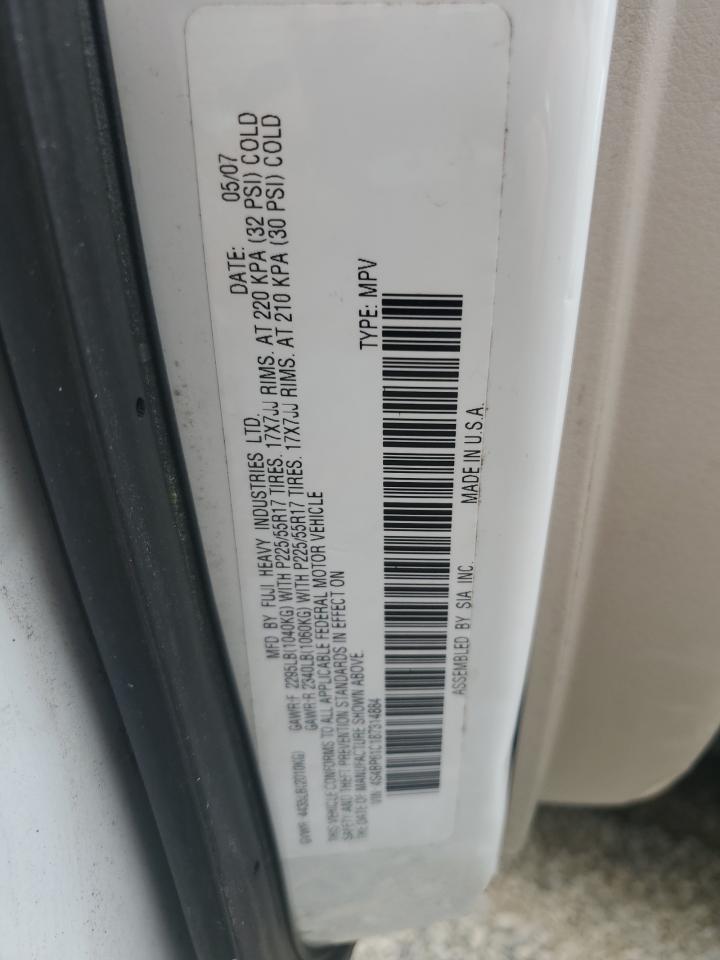 MFD BY FUJI HEAVY INDUSTRIES LTD. DATE: 05/07
GVWR 4435LB(2010KG) GAWR-F 2295LB(1040KG) WITH P225/55R17 TIRES. 17X7JJ RIMS. AT 220 KPA (32 PSI) COLD
GAWR-R 2340LB(1060KG) WITH P225/55R17 TIRES. 17X7JJ RIMS. AT 210 KPA (30 PSI) COLD
THIS VEHICLE CONFORMS TO ALL APPLICABLE FEDERAL MOTOR VEHICLE
SAFETY AND THEFT PREVENTION STANDARDS IN EFFECT ON
THE DATE OF MANUFACTURE SHOWN ABOVE.
VIN: 4S4BP61C187314884 TYPE: MPV
ASSEMBLED BY SIA INC. MADE IN U.S.A.